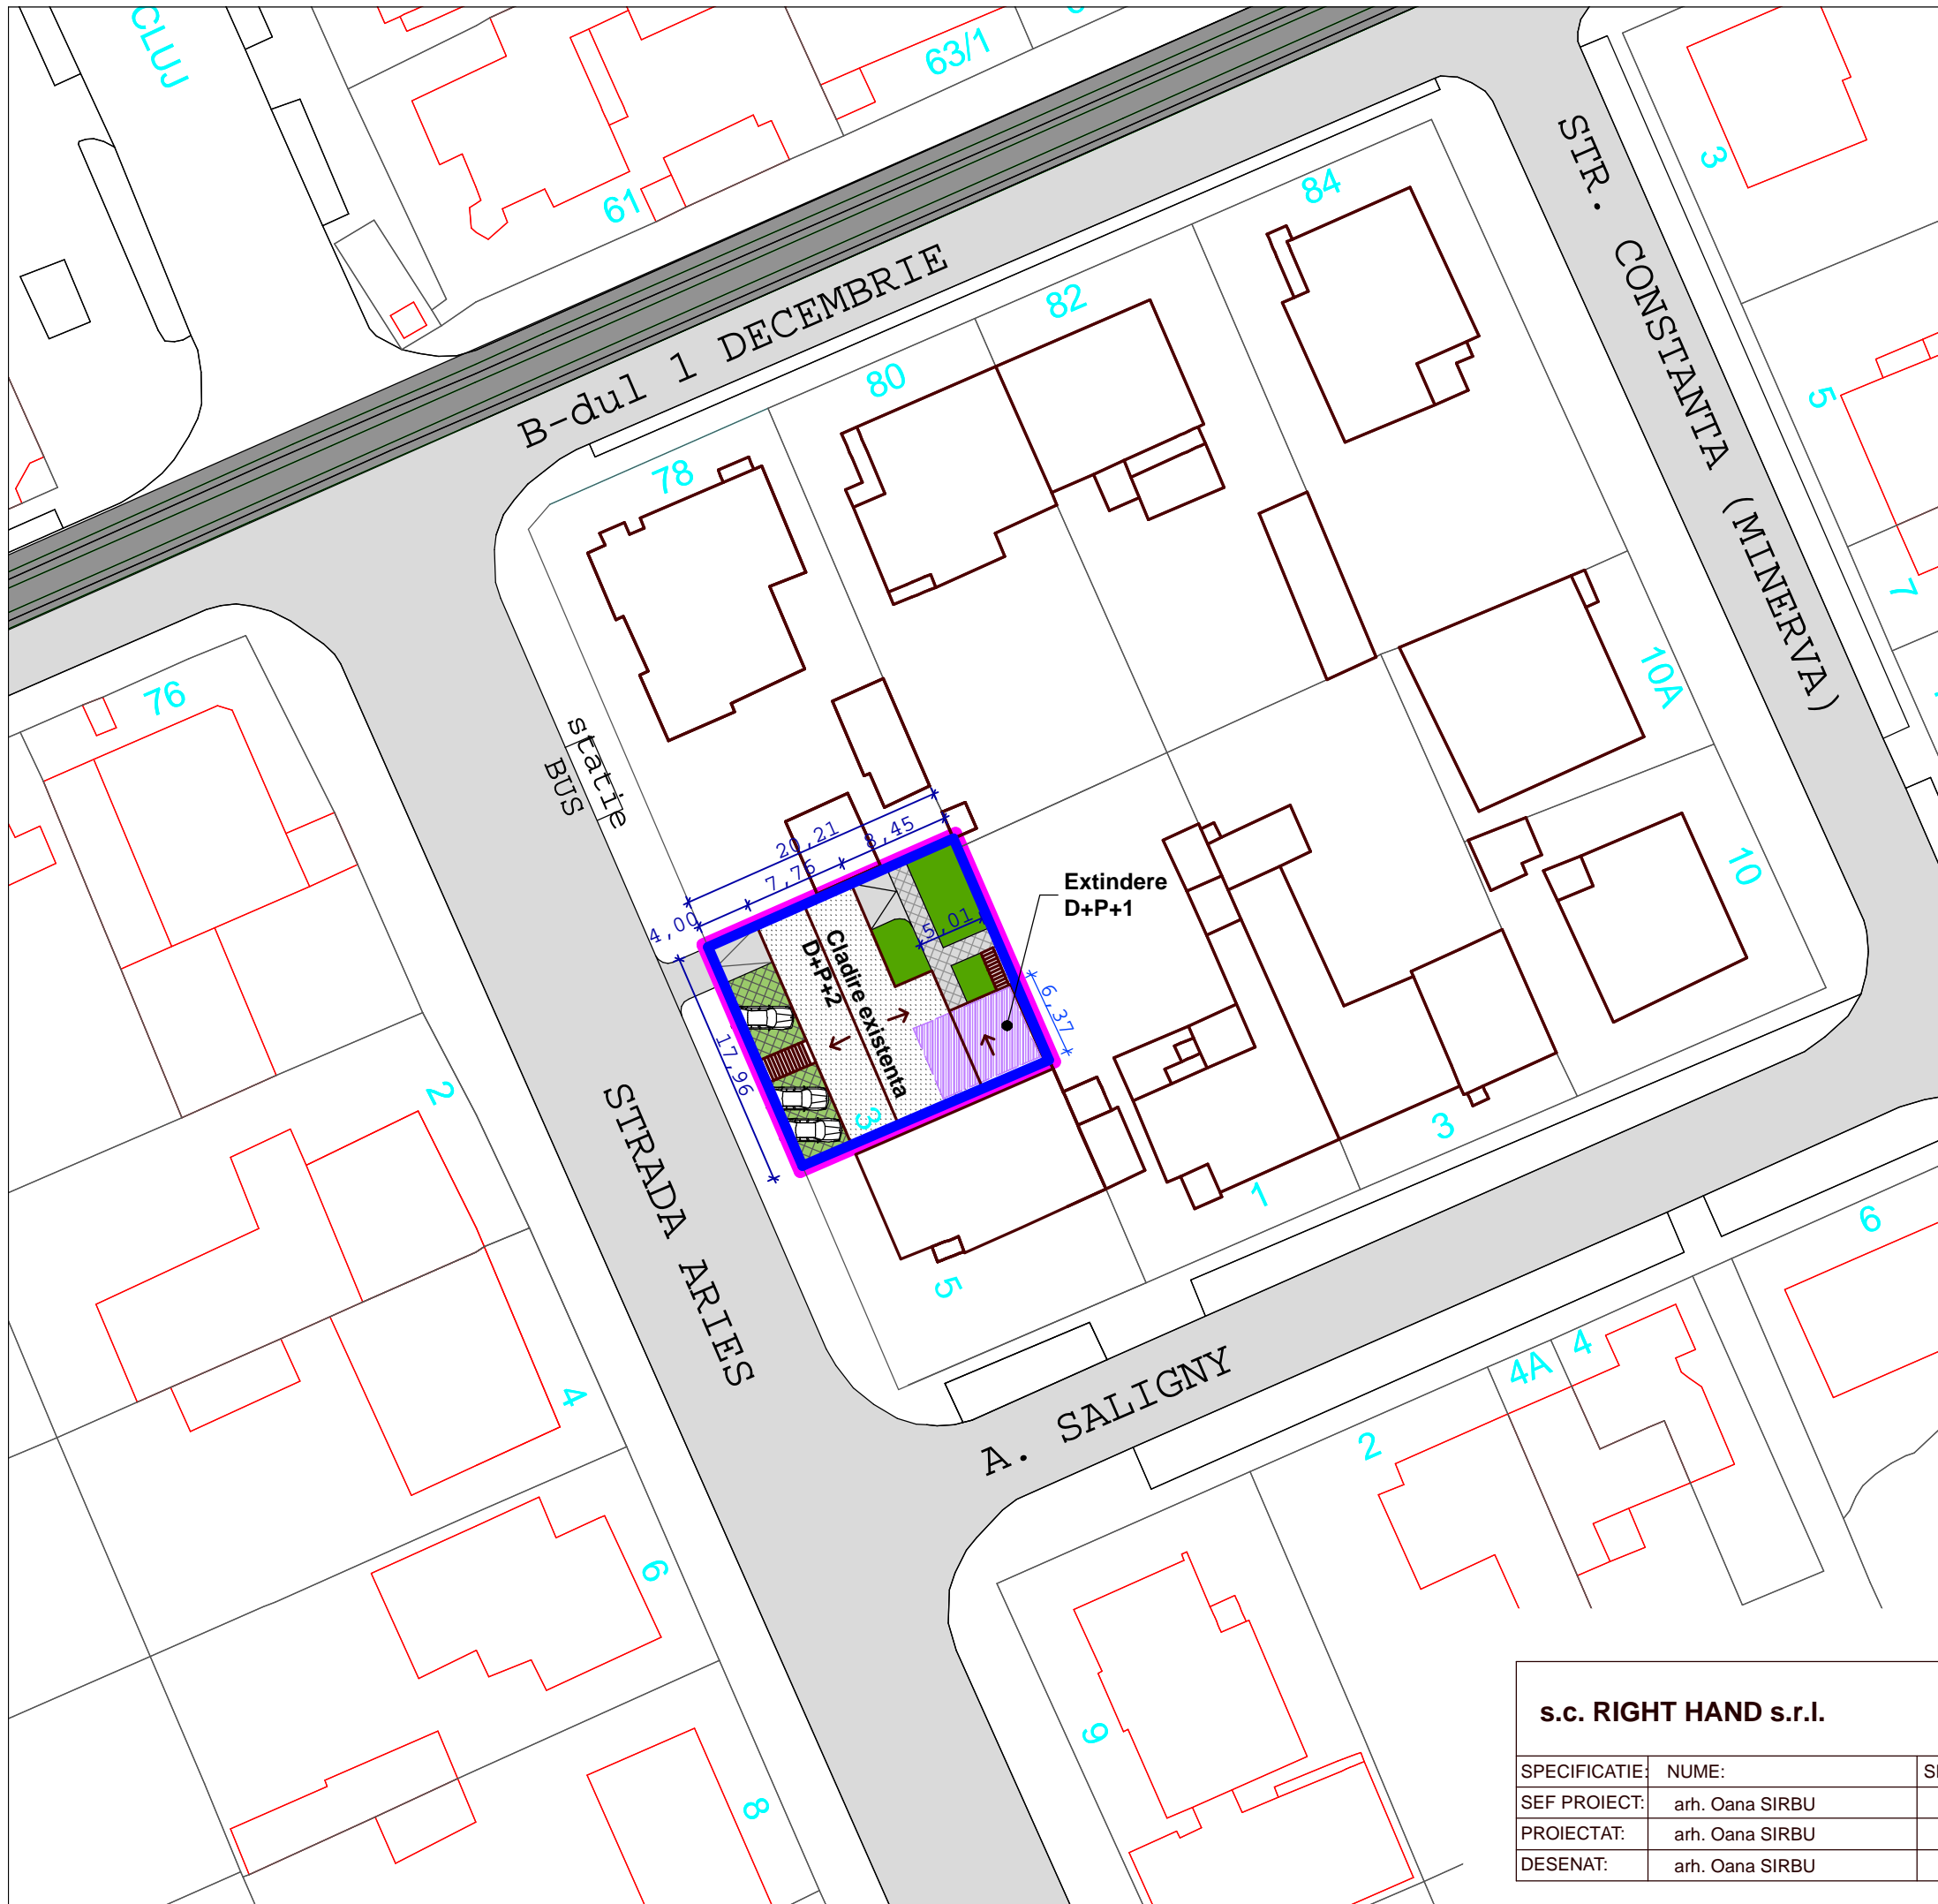 CLUJ
63/1
61
84
STR. CONSTANTA (MINERVA)
3
B-dul 1 DECEMBRIE
82
80
78
5
7
76
statie
BUS
10A
10
20,21
8,45
7,76
4,00
5,01
6,37
17,96
Extindere
D+P+1
Cladire existenta
D+P+2
3
2
STRADA ARIES
5
1
3
6
4
4A
4
2
A. SALIGNY
6
9
8
s.c. RIGHT HAND s.r.l.
SPECIFICATIE: NUME:
SEF PROIECT: arh. Oana SIRBU
PROIECTAT: arh. Oana SIRBU
DESENAT: arh. Oana SIRBU